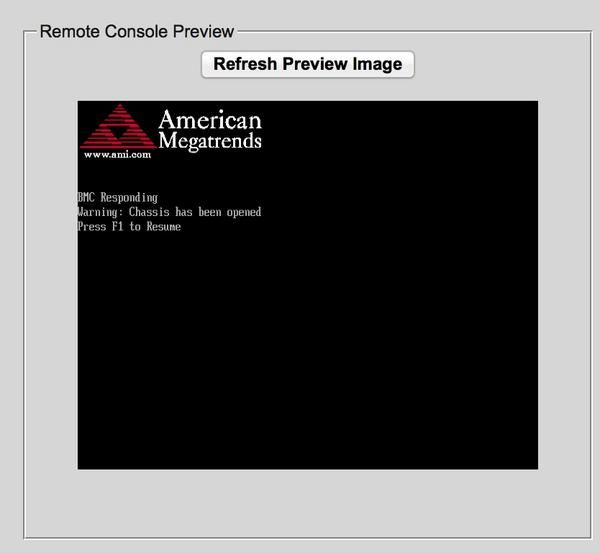 Remote Console Preview
Refresh Preview Image
American
Megatrends
www.ami.com
BMC Responding
Warning: Chassis has been opened
Press F1 to Resume